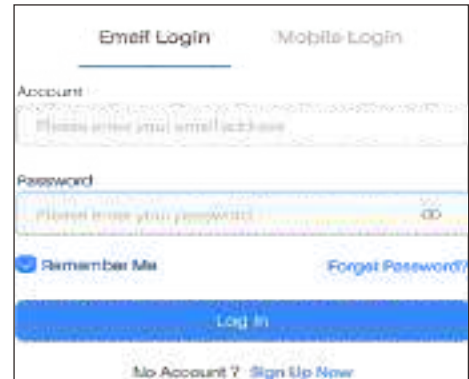 Email Login Mobile Login
Account
Please enter your email address
Password
Please enter your password
Remember Me Forget Password?
Log In
No Account ? Sign Up Now